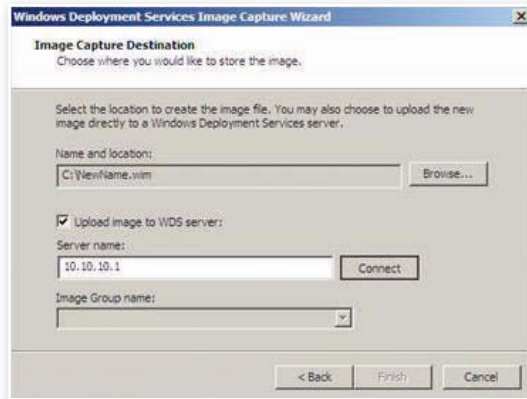 Windows Deployment Services Image Capture Wizard
Image Capture Destination
Choose where you would like to store the image.
Select the location to create the image file. You may also choose to upload the new
image directly to a Windows Deployment Services server.
Name and location:
C:\NewName.wim
Browse...
Upload image to WDS server:
Server name:
10.10.10.1
Connect
Image Group name:
< Back
Finish
Cancel